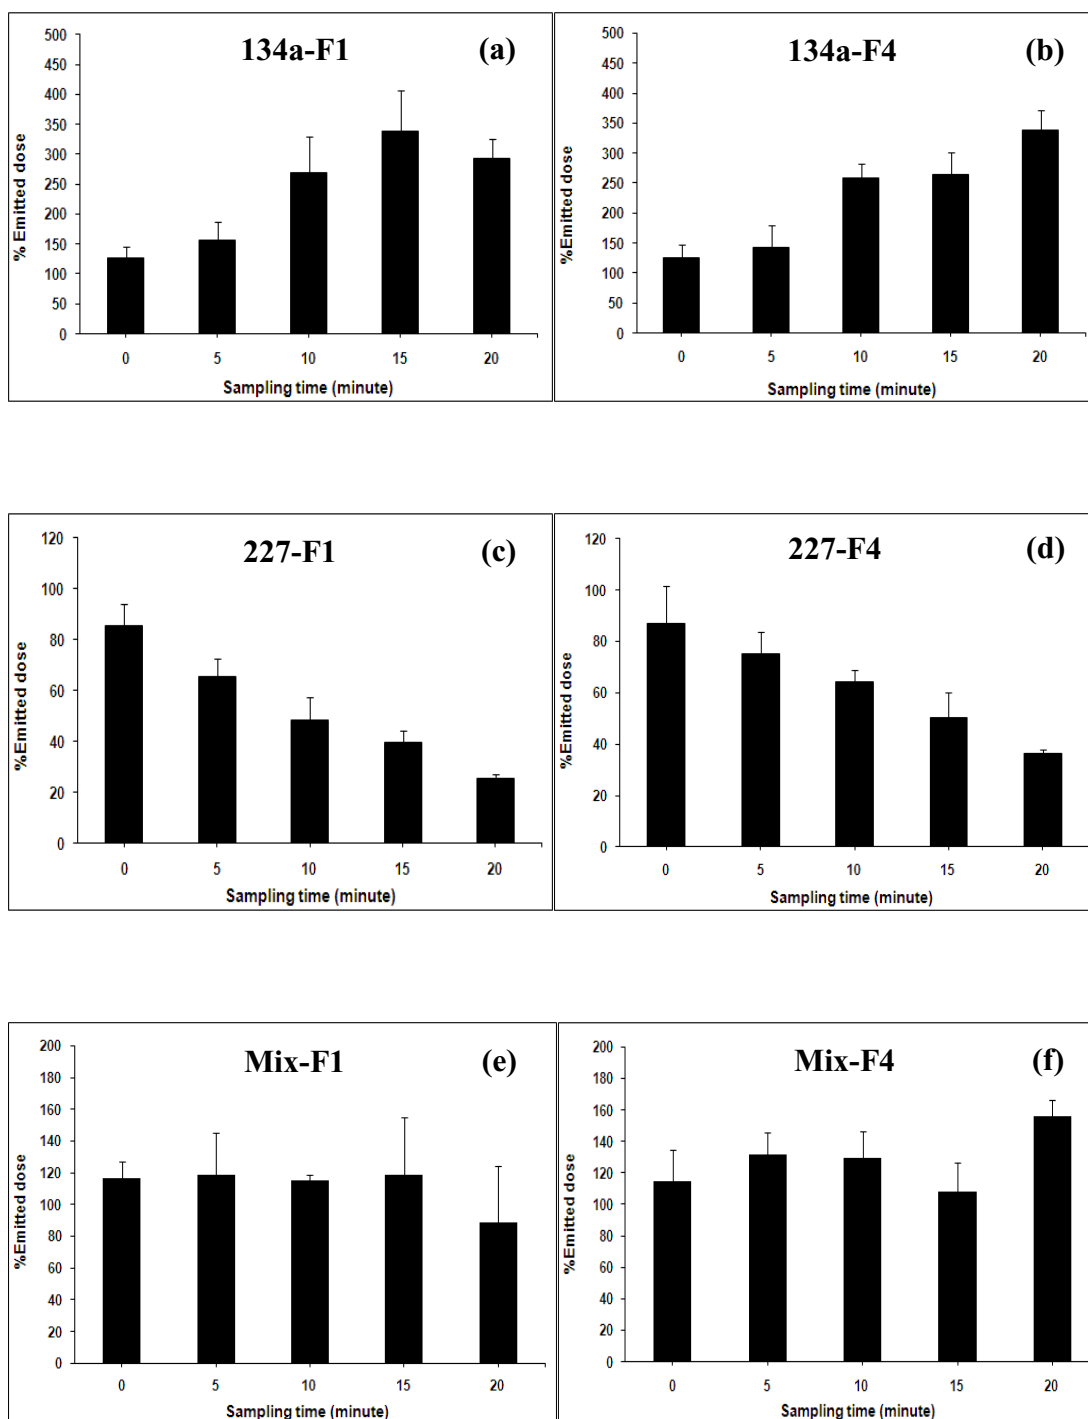 134a-F1 (a)
% Emitted dose
500
450
400
350
300
250
200
150
100
50
0
0 5 10 15 20
Sampling time (minute)
134a-F4 (b)
%Emitted dose
500
450
400
350
300
250
200
150
100
50
0
0 5 10 15 20
Sampling time (minute)
227-F1 (c)
%Emitted dose
120
100
80
60
40
20
0
0 5 10 15 20
Sampling time (minute)
227-F4 (d)
%Emitted dose
120
100
80
60
40
20
0
0 5 10 15 20
Sampling time (minute)
Mix-F1 (e)
%Emitted dose
200
180
160
140
120
100
80
60
40
20
0
0 5 10 15 20
Sampling time (minute)
Mix-F4 (f)
%Emitted dose
200
180
160
140
120
100
80
60
40
20
0
0 5 10 15 20
Sampling time (minute)